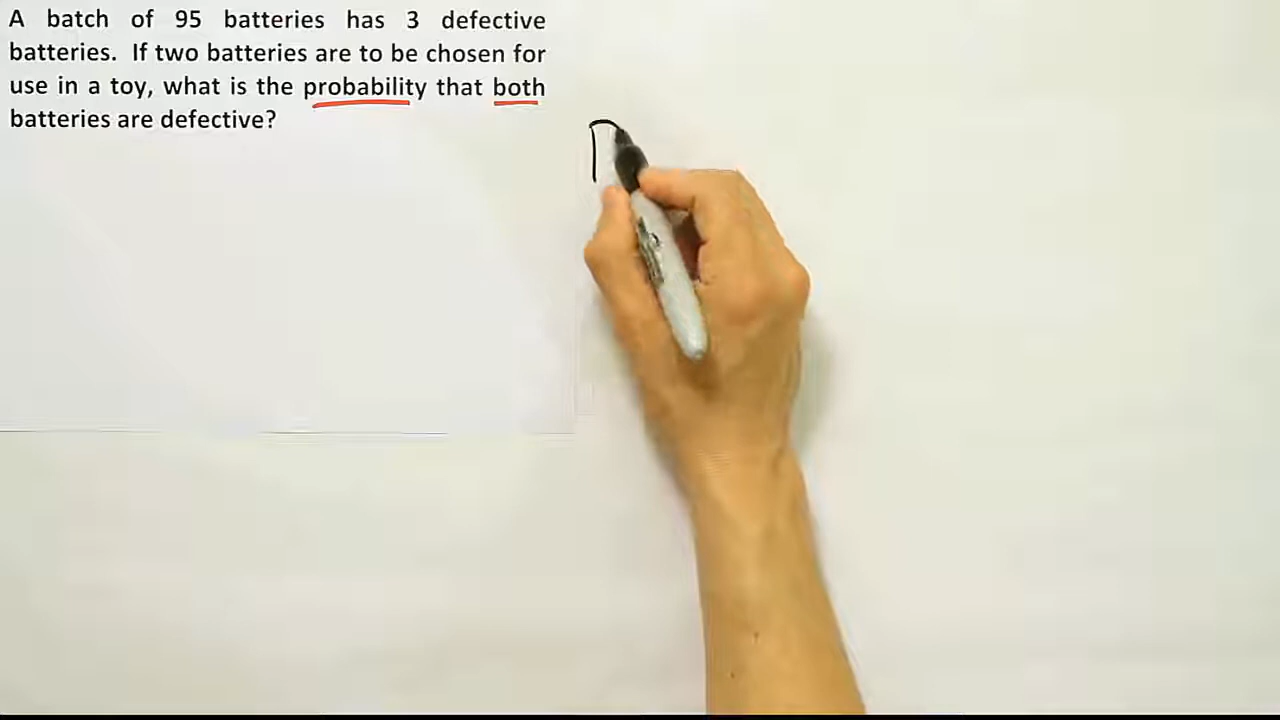 A batch of 95 batteries has 3 defective
batteries. If two batteries are to be chosen for
use in a toy, what is the probability that both
batteries are defective?